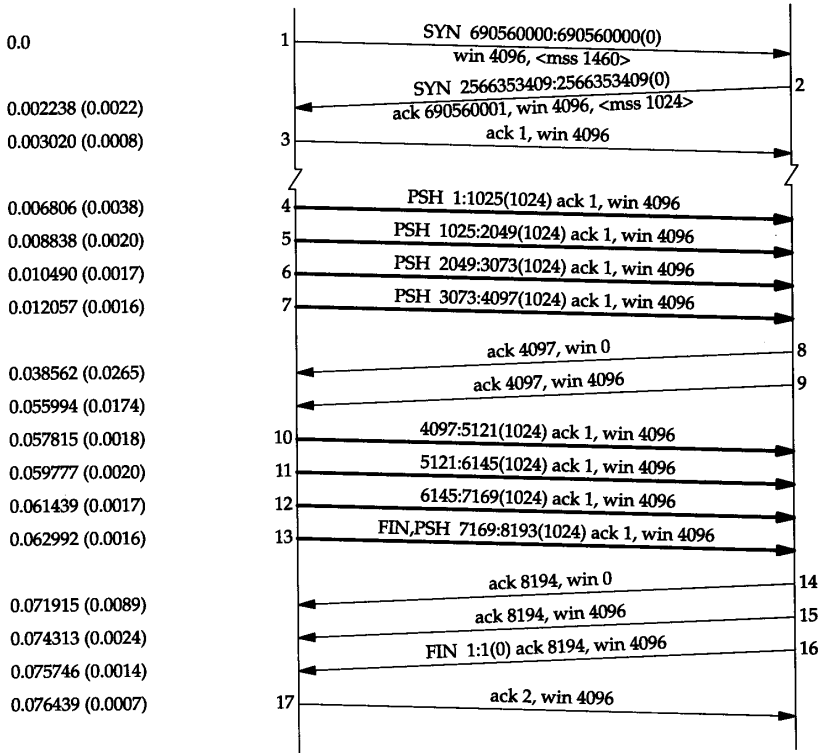 0.0 1 SYN 690560000:690560000(0)
win 4096, <mss 1460>
SYN 2566353409:2566353409(0) 2
0.002238 (0.0022) ack 690560001, win 4096, <mss 1024>
0.003020 (0.0008) 3 ack 1, win 4096
0.006806 (0.0038) 4 PSH 1:1025(1024) ack 1, win 4096
0.008838 (0.0020) 5 PSH 1025:2049(1024) ack 1, win 4096
0.010490 (0.0017) 6 PSH 2049:3073(1024) ack 1, win 4096
0.012057 (0.0016) 7 PSH 3073:4097(1024) ack 1, win 4096
ack 4097, win 0 8
0.038562 (0.0265)
ack 4097, win 4096 9
0.055994 (0.0174)
0.057815 (0.0018) 10 4097:5121(1024) ack 1, win 4096
0.059777 (0.0020) 11 5121:6145(1024) ack 1, win 4096
0.061439 (0.0017) 12 6145:7169(1024) ack 1, win 4096
0.062992 (0.0016) 13 FIN,PSH 7169:8193(1024) ack 1, win 4096
ack 8194, win 0 14
0.071915 (0.0089)
ack 8194, win 4096 15
0.074313 (0.0024)
FIN 1:1(0) ack 8194, win 4096 16
0.075746 (0.0014)
0.076439 (0.0007) 17 ack 2, win 4096